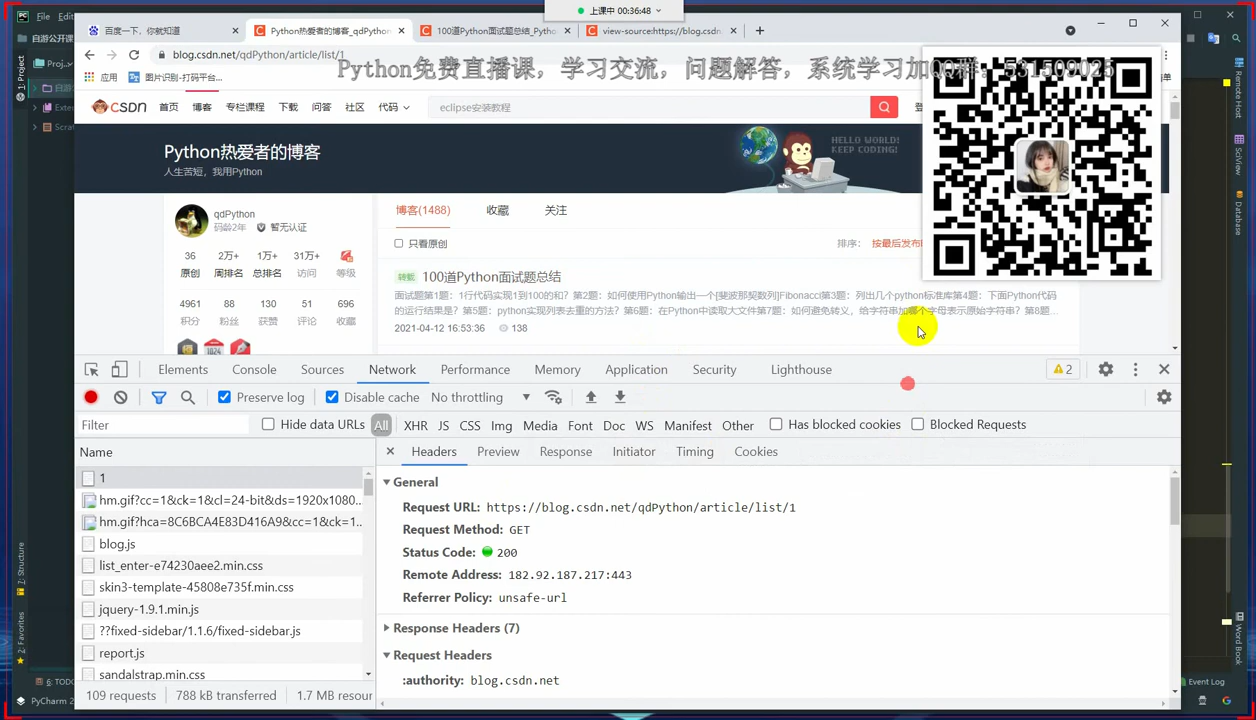 上课中 00:36:48
File Edit
百度一下，你就知道
Python热爱者的博客_qdPython
100道Python面试题总结_Pytho
view-source:https://blog.csdn.
自游公开课
blog.csdn.net/qdPython/article/list/1
Python免费直播课，学习交流，问题解答，系统学习加QQ群：531509025
应用
图片识别-打码平台...
Proj...
Project
CSDN
首页
博客
专栏课程
下载
问答
社区
代码
eclipse安装教程
Python热爱者的博客
人生苦短，我用Python
HELLO WORLD!
KEEP CODING!
qdPython
码龄2年
暂无认证
36
2万+
1万+
31万+
原创
周排名
总排名
访问
等级
4961
88
130
51
696
积分
粉丝
获赞
评论
收藏
1024
博客(1488)
收藏
关注
只看原创
排序：
按最后发布
转载
100道Python面试题总结
面试题第1题：1行代码实现1到100的和？第2题：如何使用Python输出一个[斐波那契数列]Fibonacci第3题：列出几个python标准库第4题：下面Python代码
的运行结果是？第5题：python实现列表去重的方法？第6题：在Python中读取大文件第7题：如何避免转义，给字符串加哪个字母表示原始字符串？第8题...
2021-04-12 16:53:36
138
Elements
Console
Sources
Network
Performance
Memory
Application
Security
Lighthouse
2
Preserve log
Disable cache
No throttling
Filter
Hide data URLs
All
XHR
JS
CSS
Img
Media
Font
Doc
WS
Manifest
Other
Has blocked cookies
Blocked Requests
Name
Headers
Preview
Response
Initiator
Timing
Cookies
1
hm.gif?cc=1&ck=1&cl=24-bit&ds=1920x1080...
hm.gif?hca=8C6BCA4E83D416A9&cc=1&ck=1...
blog.js
list_enter-e74230aee2.min.css
skin3-template-45808e735f.min.css
jquery-1.9.1.min.js
??fixed-sidebar/1.1.6/fixed-sidebar.js
report.js
sandalstrap.min.css
General
Request URL: https://blog.csdn.net/qdPython/article/list/1
Request Method: GET
Status Code: 200
Remote Address: 182.92.187.217:443
Referrer Policy: unsafe-url
Response Headers (7)
Request Headers
:authority: blog.csdn.net
109 requests
788 kB transferred
1.7 MB resour
Structure
2: Favorites
6: TODO
PyCharm 2
Remote Host
SciView
Database
Word Book
Event Log